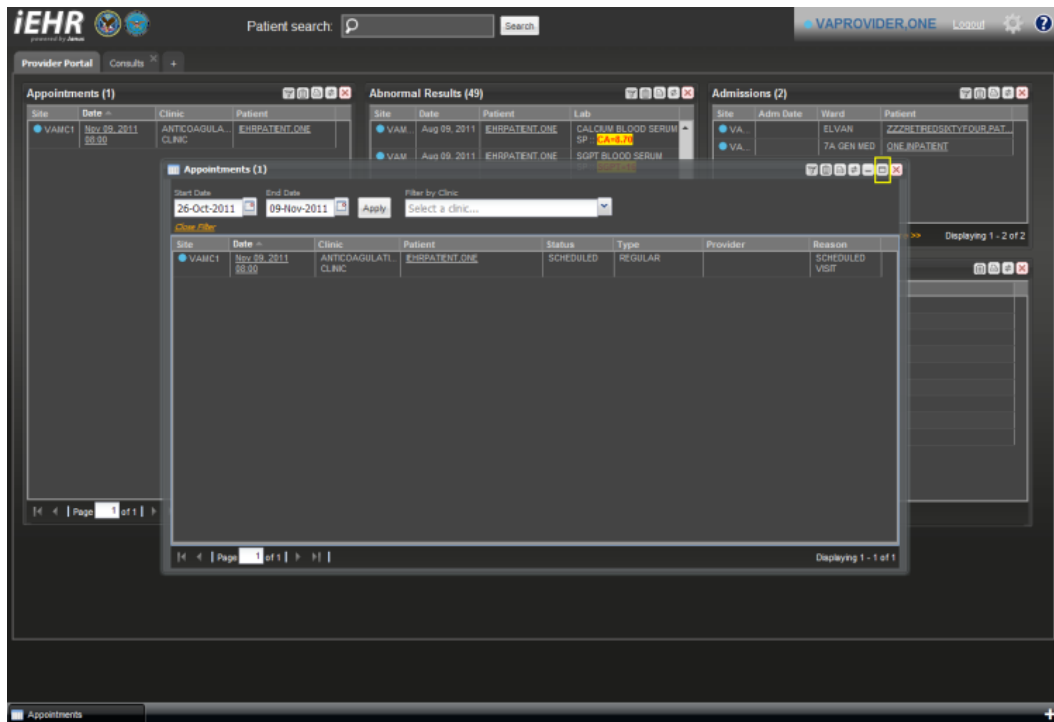 iEHR
powered by Janus
Patient search:
Search
VAPROVIDER,ONE
Logout
?
Provider Portal
Consults
+
Appointments (1)
Site Date Clinic Patient
VAMC1 Nov 09, 2011 ANTICOAGULA... EHRPATIENT,ONE
08:00 CLINIC
Page 1 of 1
Abnormal Results (49)
Site Date Patient Lab
VAM... Aug 09, 2011 EHRPATIENT,ONE CALCIUM BLOOD SERUM
SP... CA=8.70
VAM... Aug 09, 2011 EHRPATIENT,ONE SGPT BLOOD SERUM
Admissions (2)
Site Adm Date Ward Patient
VA... ELVAN ZZZRETIREDSIXTYFOUR,PAT...
VA... 7A GEN MED ONE,INPATIENT
>> Displaying 1 - 2 of 2
Appointments (1)
Start Date End Date Filter by Clinic
26-Oct-2011 09-Nov-2011 Apply Select a clinic...
Close Filter
Site Date Clinic Patient Status Type Provider Reason
VAMC1 Nov 09, 2011 ANTICOAGULATI... EHRPATIENT,ONE SCHEDULED REGULAR SCHEDULED
08:00 CLINIC VISIT
Page 1 of 1
Displaying 1 - 1 of 1
Appointments
+